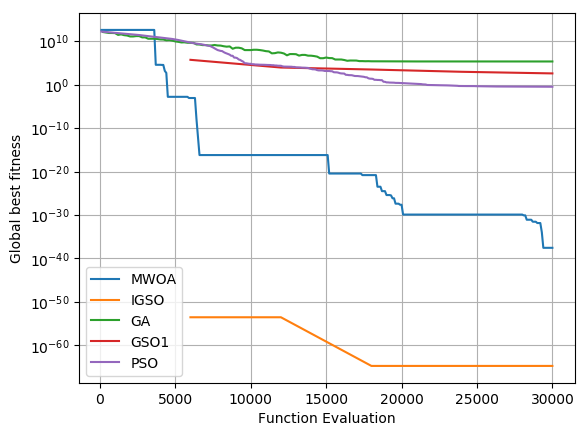 Global best fitness
10^10
10^0
10^-10
10^-20
10^-30
10^-40
10^-50
10^-60
MWOA
IGSO
GA
GSO1
PSO
0 5000 10000 15000 20000 25000 30000
Function Evaluation